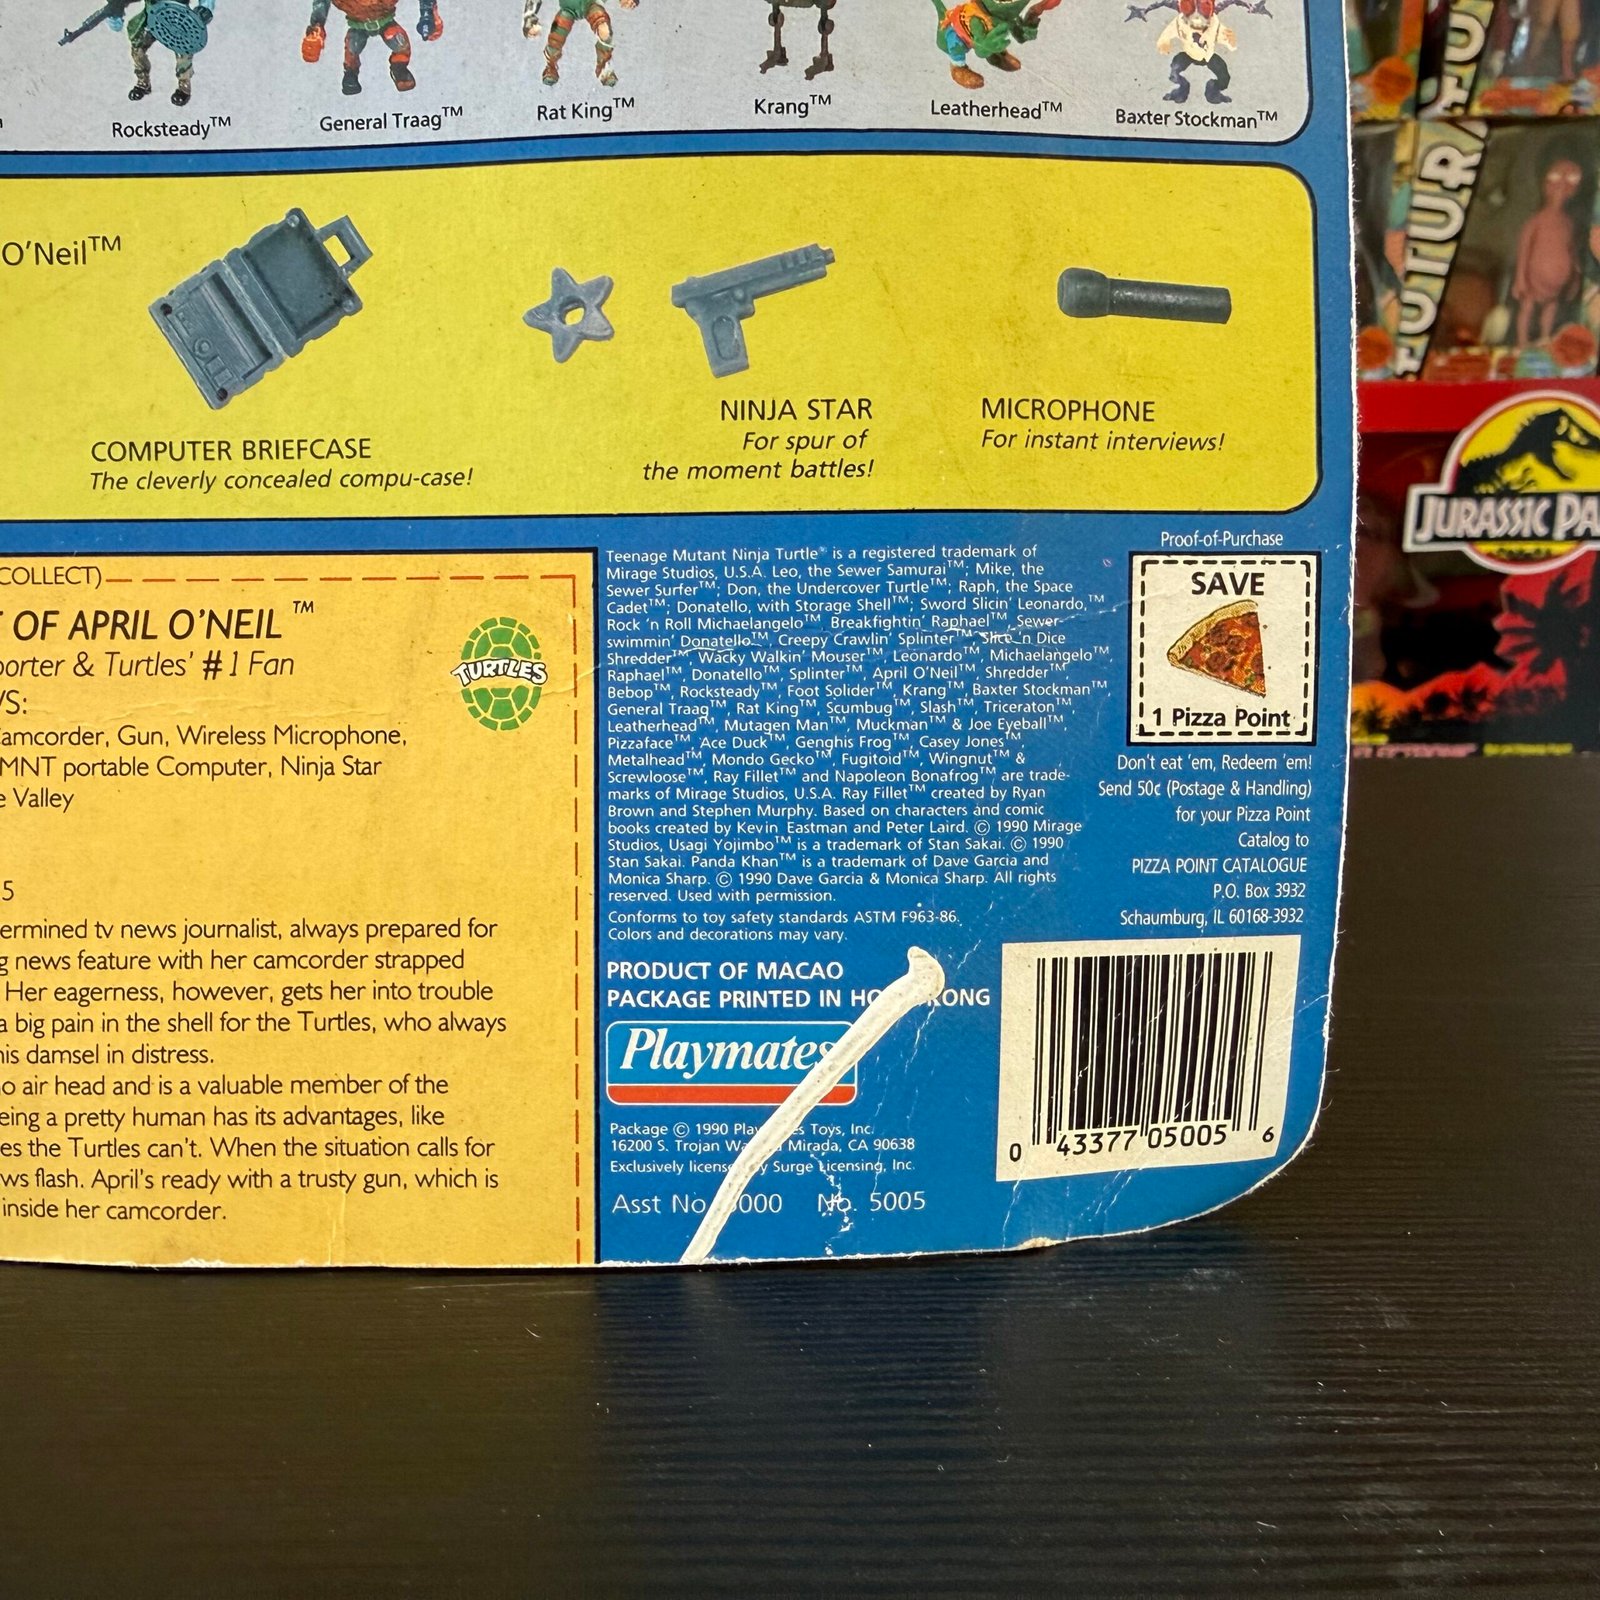 Rocksteady™
General Traag™
Rat King™
Krang™
Leatherhead™
Baxter Stockman™
O'Neil™
COMPUTER BRIEFCASE
The cleverly concealed compu-case!
NINJA STAR
For spur of
the moment battles!
MICROPHONE
For instant interviews!
COLLECT)
OF APRIL O'NEIL™
porter & Turtles' #1 Fan
S:
amcorder, Gun, Wireless Microphone,
MNT portable Computer, Ninja Star
e Valley
5
ermined tv news journalist, always prepared for
g news feature with her camcorder strapped
Her eagerness, however, gets her into trouble
a big pain in the shell for the Turtles, who always
his damsel in distress.
o air head and is a valuable member of the
eing a pretty human has its advantages, like
es the Turtles can't. When the situation calls for
ws flash. April's ready with a trusty gun, which is
inside her camcorder.
TURTLES
Teenage Mutant Ninja Turtle® is a registered trademark of
Mirage Studios, U.S.A. Leo, the Sewer Samurai™; Mike, the
Sewer Surfer™; Don, the Undercover Turtle™; Raph, the Space
Cadet™; Donatello, with Storage Shell™; Sword Slicin' Leonardo,™
Rock 'n Roll Michaelangelo™, Breakfightin' Raphael™, Sewer-
swimmin' Donatello™, Creepy Crawlin' Splinter™, Slice 'n Dice
Shredder™, Wacky Walkin' Mouser™, Leonardo™, Michaelangelo™,
Raphael™, Donatello™, Splinter™, April O'Neil™, Shredder™,
Bebop™, Rocksteady™, Foot Solider™, Krang™, Baxter Stockman™,
General Traag™, Rat King™, Scumbug™, Slash™, Triceraton™,
Leatherhead™, Mutagen Man™, Muckman™ & Joe Eyeball™,
Pizzaface™ Ace Duck™, Genghis Frog™, Casey Jones™,
Metalhead™, Mondo Gecko™, Fugitoid™, Wingnut™ &
Screwloose™, Ray Fillet™ and Napoleon Bonafrog™ are trade-
marks of Mirage Studios, U.S.A. Ray Fillet™ created by Ryan
Brown and Stephen Murphy. Based on characters and comic
books created by Kevin Eastman and Peter Laird. © 1990 Mirage
Studios, Usagi Yojimbo™ is a trademark of Stan Sakai. © 1990
Stan Sakai. Panda Khan™ is a trademark of Dave Garcia and
Monica Sharp. © 1990 Dave Garcia & Monica Sharp. All rights
reserved. Used with permission.
Conforms to toy safety standards ASTM F963-86.
Colors and decorations may vary.
PRODUCT OF MACAO
PACKAGE PRINTED IN HO KONG
Playmates
Package © 1990 Play es Toys, Inc.
16200 S. Trojan Wa Mirada, CA 90638
Exclusively license y Surge Licensing, Inc.
Asst No 000 No. 5005
Proof-of-Purchase
SAVE
1 Pizza Point
Don't eat 'em, Redeem 'em!
Send 50¢ (Postage & Handling)
for your Pizza Point
Catalog to
PIZZA POINT CATALOGUE
P.O. Box 3932
Schaumburg, IL 60168-3932
0 43377 05005 6
FUTURA
JURASSIC PA